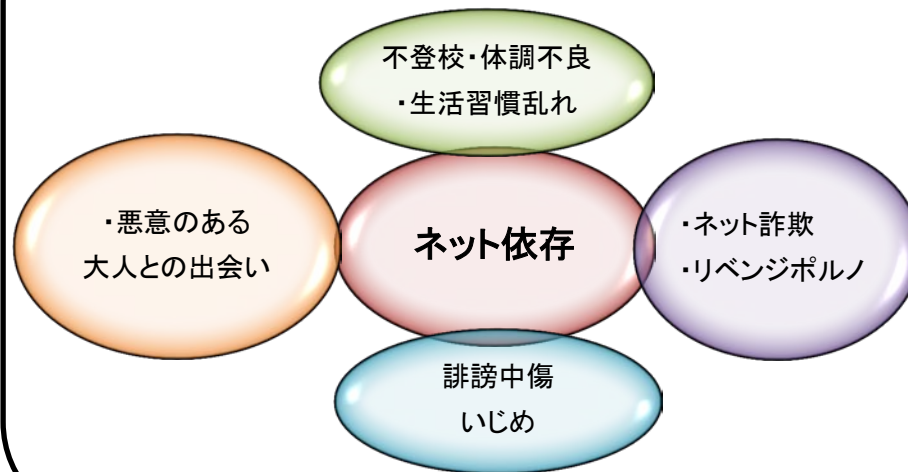 不登校・体調不良
・生活習慣乱れ
・悪意のある
大人との出会い
ネット依存
・ネット詐欺
・リベンジポルノ
誹謗中傷
いじめ